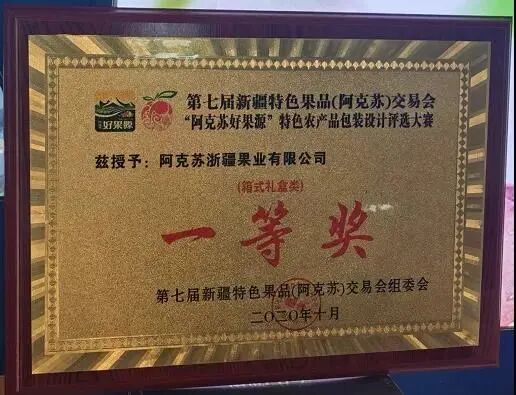 好果源
第七届新疆特色果品(阿克苏)交易会
“阿克苏好果源”特色农产品包装设计评选大赛
兹授予：阿克苏浙疆果业有限公司
(箱式礼盒类)
一等奖
第七届新疆特色果品(阿克苏)交易会组委会
二〇二〇年十月